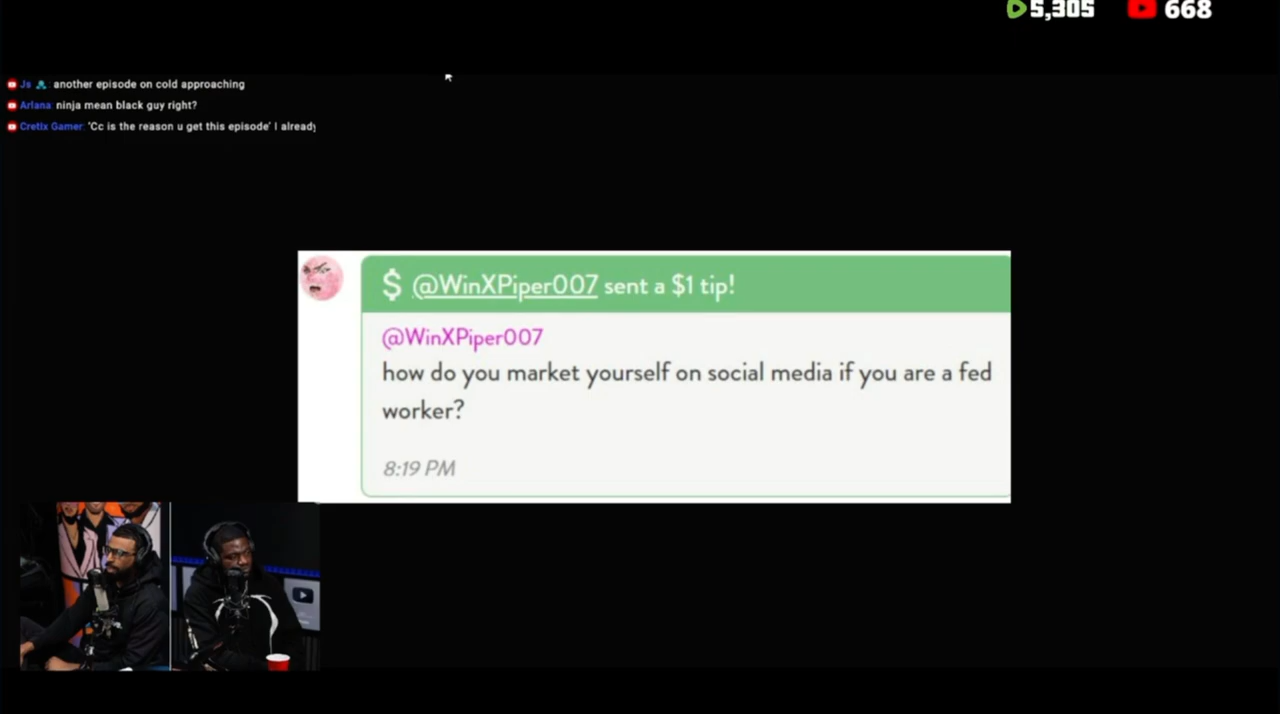 5,305 668
Js: another episode on cold approaching
Arlana: ninja mean black guy right?
Cretix Gamer: 'Cc is the reason u get this episode' I already
$ @WinXPiper007 sent a $1 tip!
@WinXPiper007
how do you market yourself on social media if you are a fed
worker?
8:19 PM